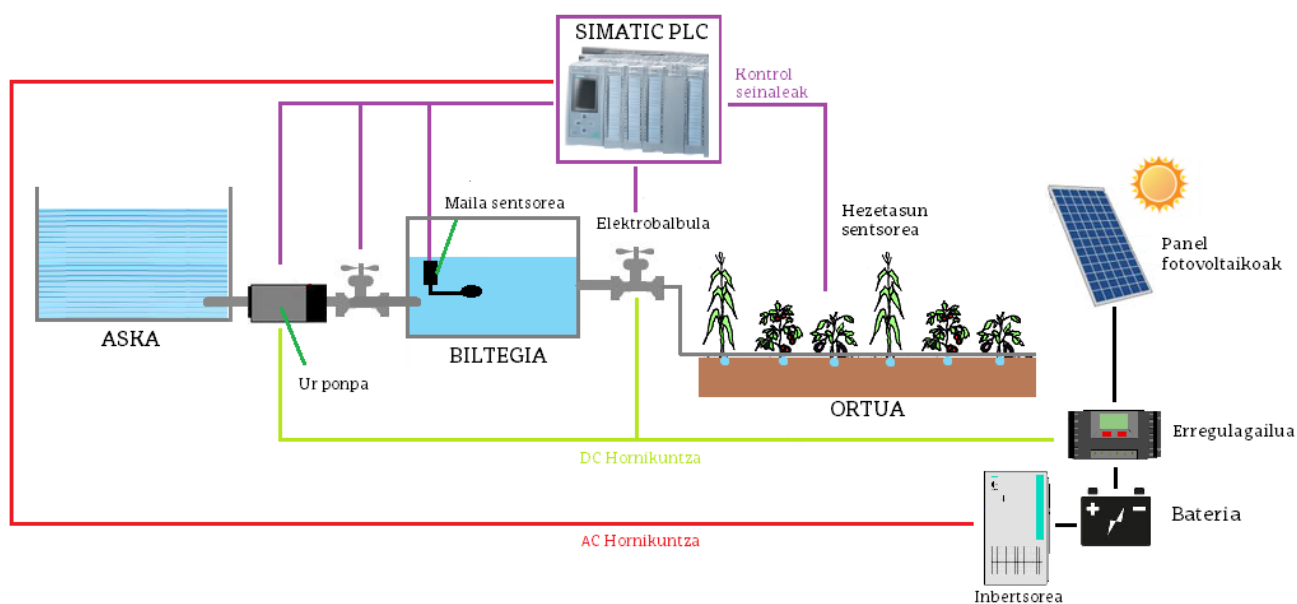 SIMATIC PLC
Kontrol
seinaleak
Maila sentsorea
Elektrobalbula
Hezetasun
sentsorea
Panel
fotovoltaikoak
ASKA
BILTEGIA
Ur ponpa
ORTUA
Erregulagailua
DC Hornikuntza
Bateria
AC Hornikuntza
Inbertsorea